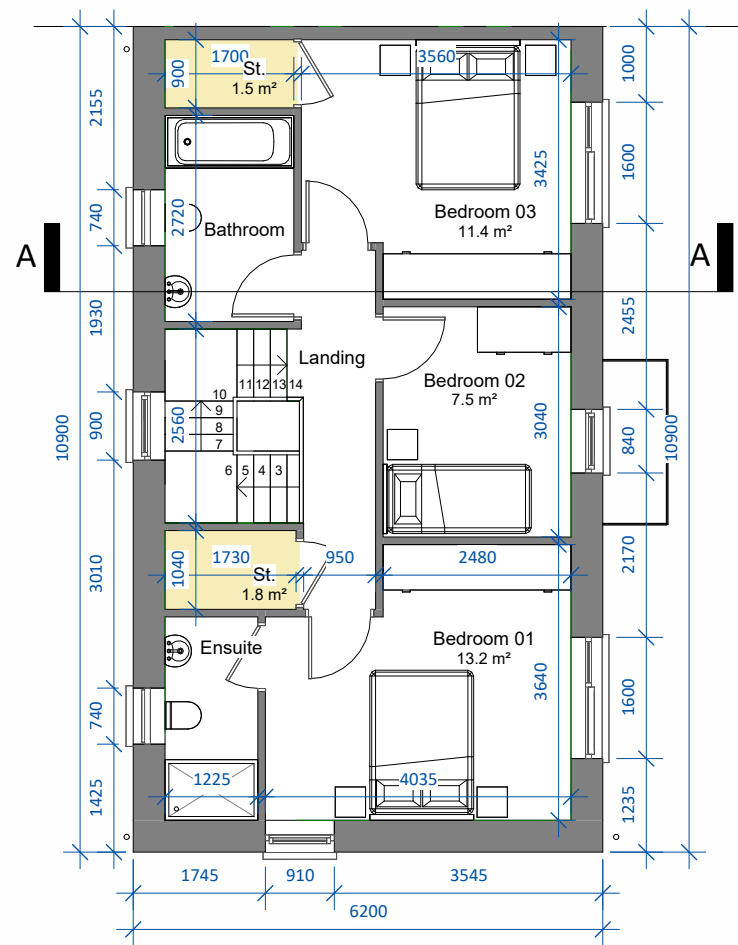 1700
St.
1.5 m²
900
3560
1000
2155
1600
3425
2720
740
Bathroom
Bedroom 03
11.4 m²
A
A
1930
2455
Landing
11 12 13 14
10
9
8
7
6 5 4 3
2560
Bedroom 02
7.5 m²
3040
900
840
10900
10900
1730
St.
1.8 m²
1040
950
2480
3010
2170
Ensuite
Bedroom 01
13.2 m²
3640
740
1600
1225
4035
1425
1235
1745
910
3545
6200